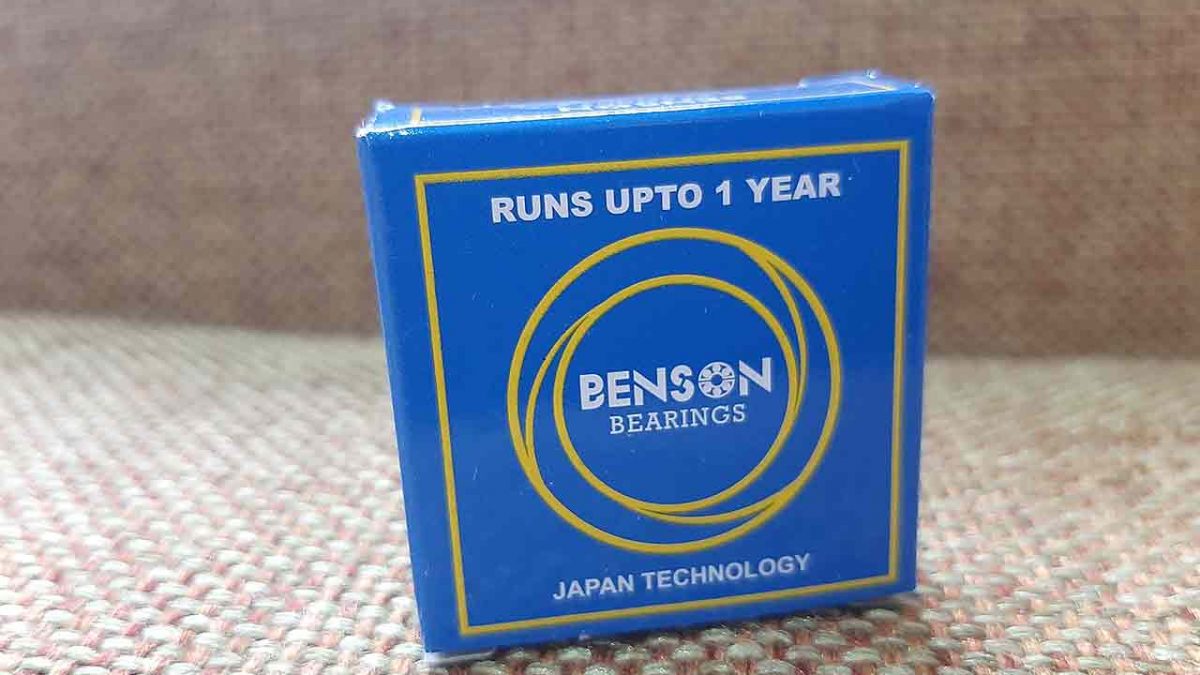 RUNS UPTO 1 YEAR
BENSON
BEARINGS
JAPAN TECHNOLOGY